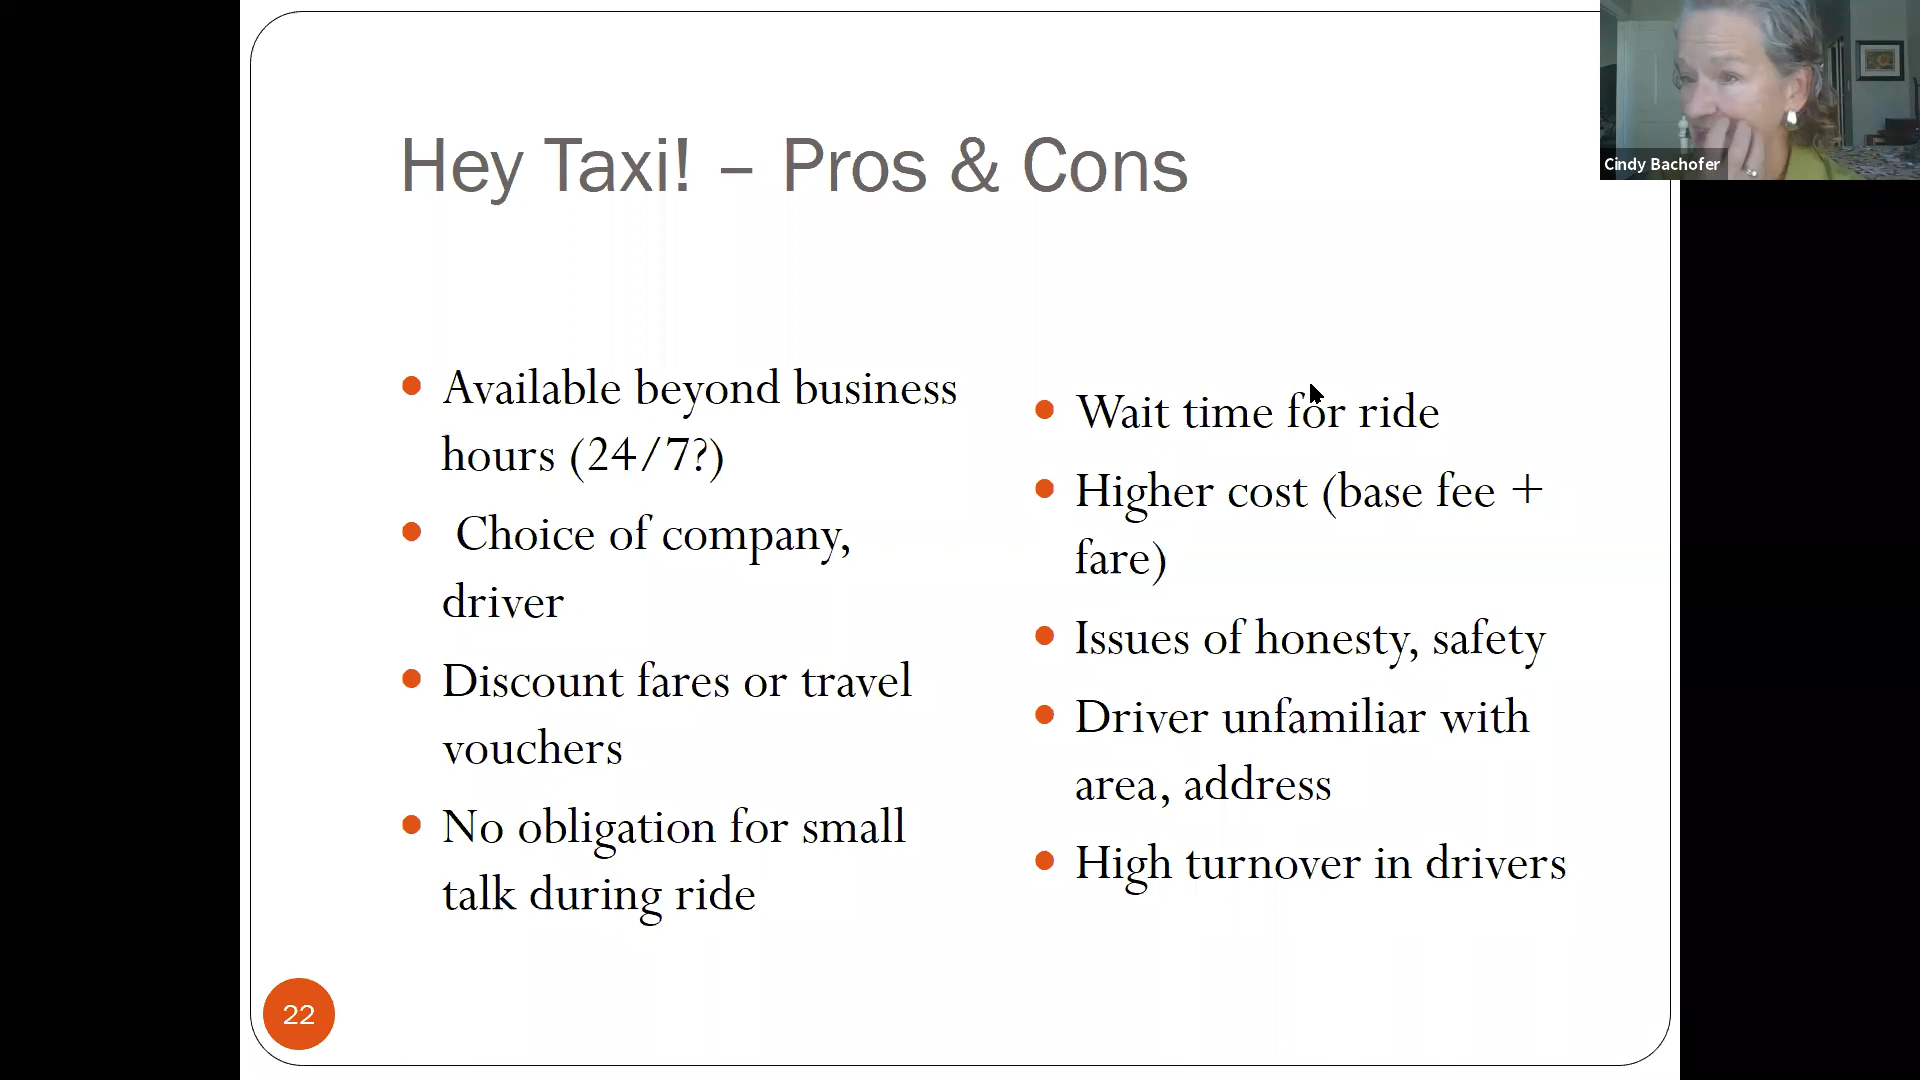 Hey Taxi! – Pros & Cons
Cindy Bachofer
Available beyond business
hours (24/7?)
Choice of company,
driver
Discount fares or travel
vouchers
No obligation for small
talk during ride
Wait time for ride
Higher cost (base fee +
fare)
Issues of honesty, safety
Driver unfamiliar with
area, address
High turnover in drivers
22